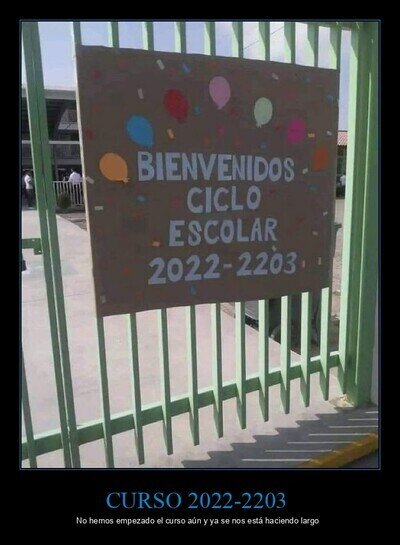 BIENVENIDOS
CICLO
ESCOLAR
2022-2203
CURSO 2022-2203
No hemos empezado el curso aún y ya se nos está haciendo largo